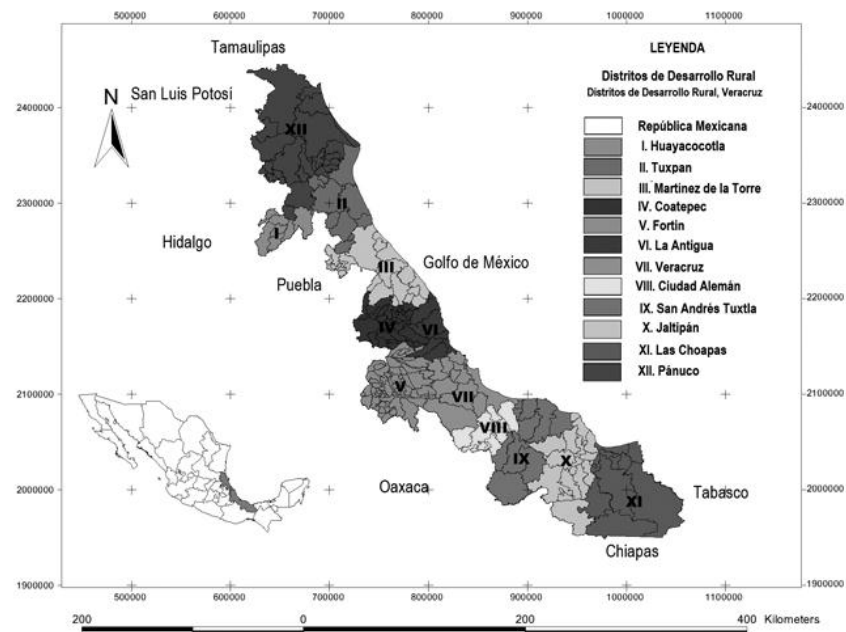 500000 600000 700000 800000 900000 1000000 1100000
Tamaulipas
San Luis Potosí
N
Hidalgo
Puebla
Golfo de México
Oaxaca
Tabasco
Chiapas
XII
II
I
III
IV
VI
V
VII
VIII
IX
X
XI
LEYENDA
Distritos de Desarrollo Rural
Distritos de Desarrollo Rural, Veracruz
República Mexicana
I. Huayacocotla
II. Tuxpan
III. Martínez de la Torre
IV. Coatepec
V. Fortín
VI. La Antigua
VII. Veracruz
VIII. Ciudad Alemán
IX. San Andrés Tuxtla
X. Jaltipán
XI. Las Choapas
XII. Pánuco
2400000 2400000
2300000 2300000
2200000 2200000
2100000 2100000
2000000 2000000
1900000 1900000
500000 600000 700000 800000 900000 1000000 1100000
200 0 200 400 Kilometers